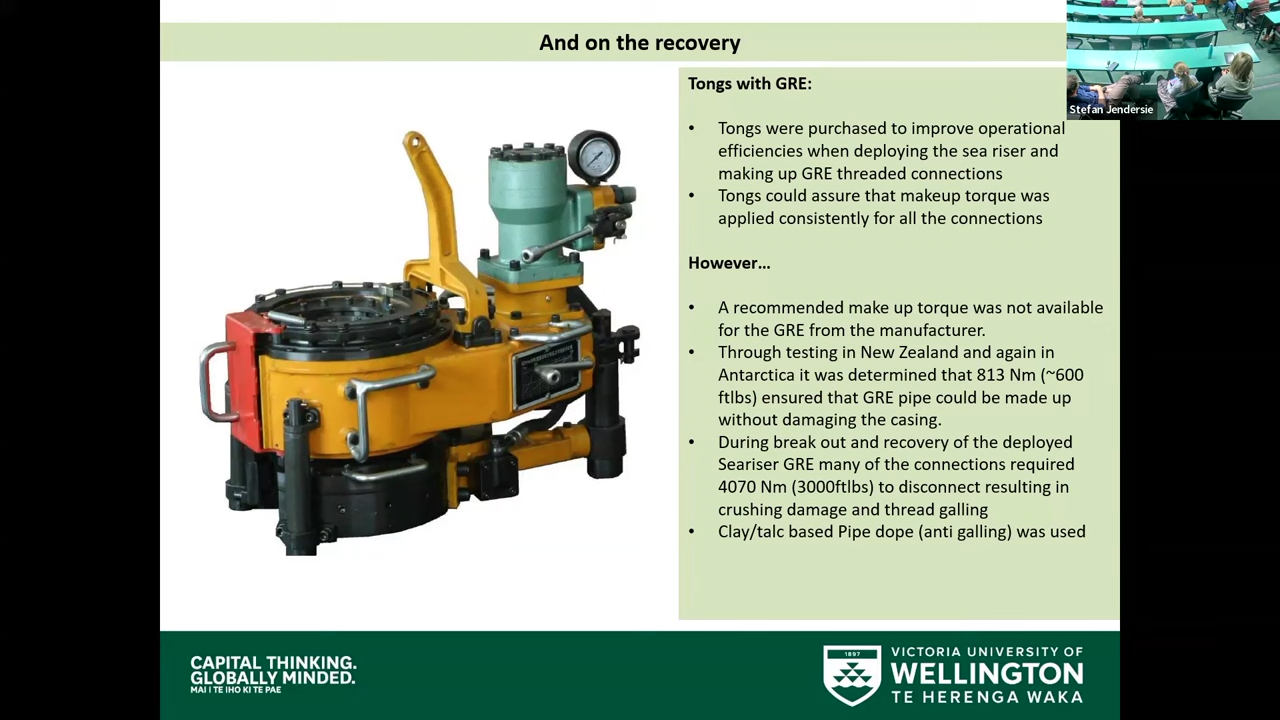 And on the recovery
Stefan Jendersie
Tongs with GRE:
• Tongs were purchased to improve operational
efficiencies when deploying the sea riser and
making up GRE threaded connections
• Tongs could assure that makeup torque was
applied consistently for all the connections
However...
• A recommended make up torque was not available
for the GRE from the manufacturer.
• Through testing in New Zealand and again in
Antarctica it was determined that 813 Nm (~600
ftlbs) ensured that GRE pipe could be made up
without damaging the casing.
• During break out and recovery of the deployed
Seariser GRE many of the connections required
4070 Nm (3000ftlbs) to disconnect resulting in
crushing damage and thread galling
• Clay/talc based Pipe dope (anti galling) was used
CAPITAL THINKING.
GLOBALLY MINDED.
MAI I TE IHO KI TE PAE
1897
VICTORIA UNIVERSITY OF
WELLINGTON
TE HERENGA WAKA